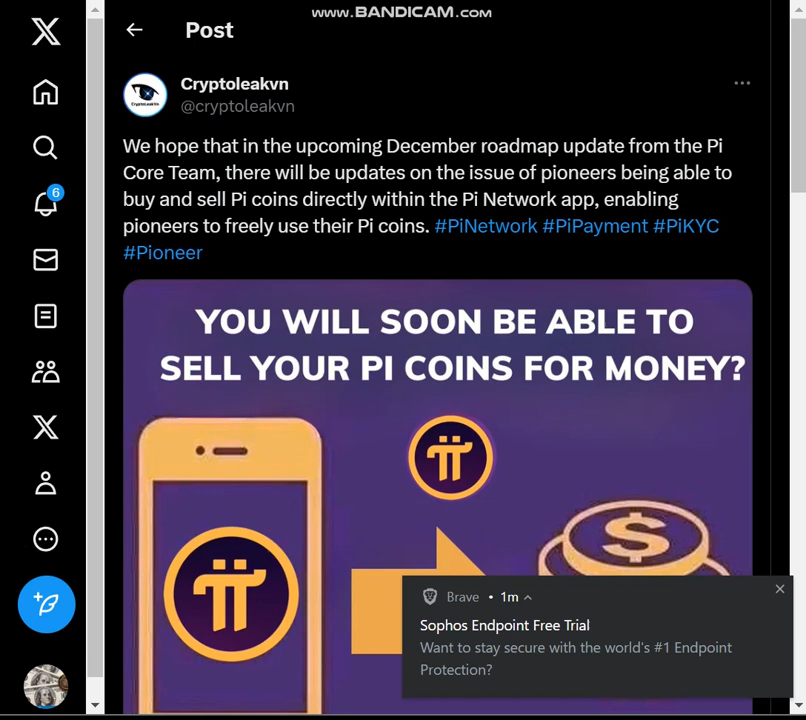 www.BANDICAM.com
Post
Cryptoleakvn
@cryptoleakvn
We hope that in the upcoming December roadmap update from the Pi
Core Team, there will be updates on the issue of pioneers being able to
buy and sell Pi coins directly within the Pi Network app, enabling
pioneers to freely use their Pi coins. #PiNetwork #PiPayment #PiKYC
#Pioneer
6
YOU WILL SOON BE ABLE TO
SELL YOUR PI COINS FOR MONEY?
$
Brave • 1m
Sophos Endpoint Free Trial
Want to stay secure with the world's #1 Endpoint
Protection?